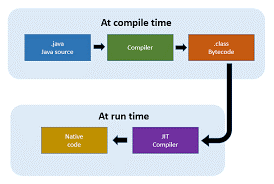 At compile time
.java
Java source
Compiler
.class
Bytecode
At run time
Native
code
JIT
Compiler